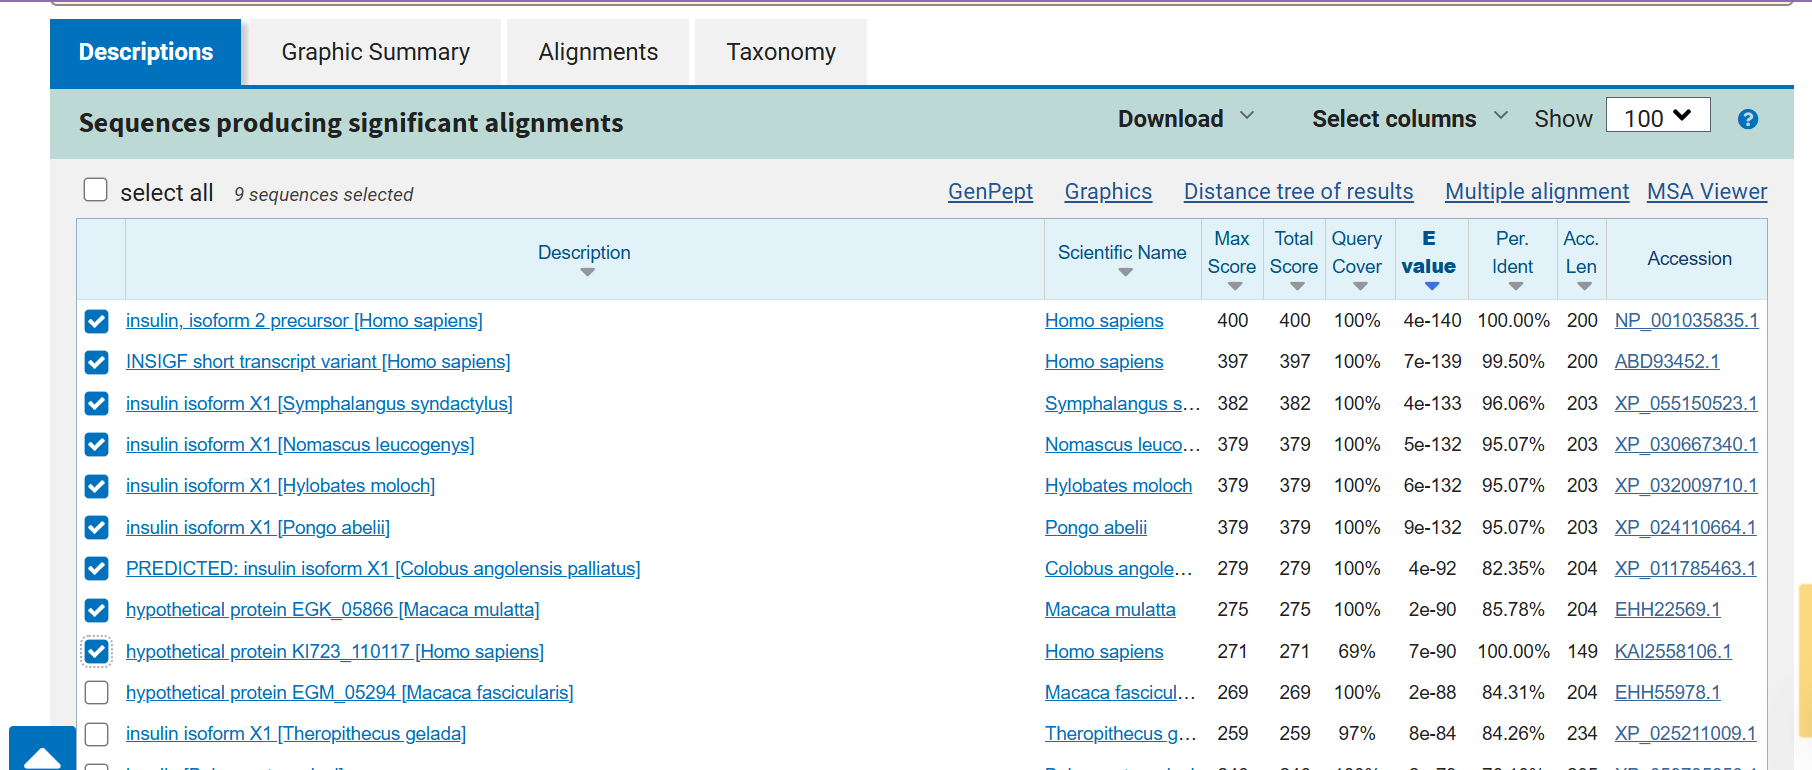 Descriptions Graphic Summary Alignments Taxonomy
Sequences producing significant alignments Download Select columns Show 100 ?
select all 9 sequences selected GenPept Graphics Distance tree of results Multiple alignment MSA Viewer
Description Scientific Name Max Score Total Score Query Cover E value Per. Ident Acc. Len Accession
insulin, isoform 2 precursor [Homo sapiens] Homo sapiens 400 400 100% 4e-140 100.00% 200 NP_001035835.1
INSIGF short transcript variant [Homo sapiens] Homo sapiens 397 397 100% 7e-139 99.50% 200 ABD93452.1
insulin isoform X1 [Symphalangus syndactylus] Symphalangus s... 382 382 100% 4e-133 96.06% 203 XP_055150523.1
insulin isoform X1 [Nomascus leucogenys] Nomascus leuco... 379 379 100% 5e-132 95.07% 203 XP_030667340.1
insulin isoform X1 [Hylobates moloch] Hylobates moloch 379 379 100% 6e-132 95.07% 203 XP_032009710.1
insulin isoform X1 [Pongo abelii] Pongo abelii 379 379 100% 9e-132 95.07% 203 XP_024110664.1
PREDICTED: insulin isoform X1 [Colobus angolensis palliatus] Colobus angole... 279 279 100% 4e-92 82.35% 204 XP_011785463.1
hypothetical protein EGK_05866 [Macaca mulatta] Macaca mulatta 275 275 100% 2e-90 85.78% 204 EHH22569.1
hypothetical protein KI723_110117 [Homo sapiens] Homo sapiens 271 271 69% 7e-90 100.00% 149 KAI2558106.1
hypothetical protein EGM_05294 [Macaca fascicularis] Macaca fascicul... 269 269 100% 2e-88 84.31% 204 EHH55978.1
insulin isoform X1 [Theropithecus gelada] Theropithecus g... 259 259 97% 8e-84 84.26% 234 XP_025211009.1